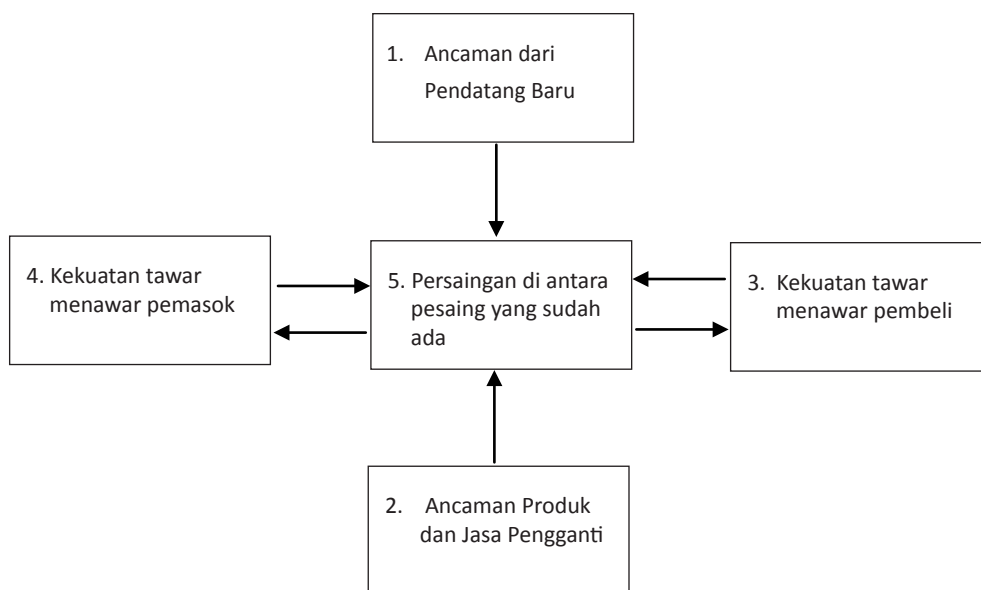 1. Ancaman dari
Pendatang Baru
4. Kekuatan tawar
menawar pemasok
5. Persaingan di antara
pesaing yang sudah
ada
3. Kekuatan tawar
menawar pembeli
2. Ancaman Produk
dan Jasa Pengganti